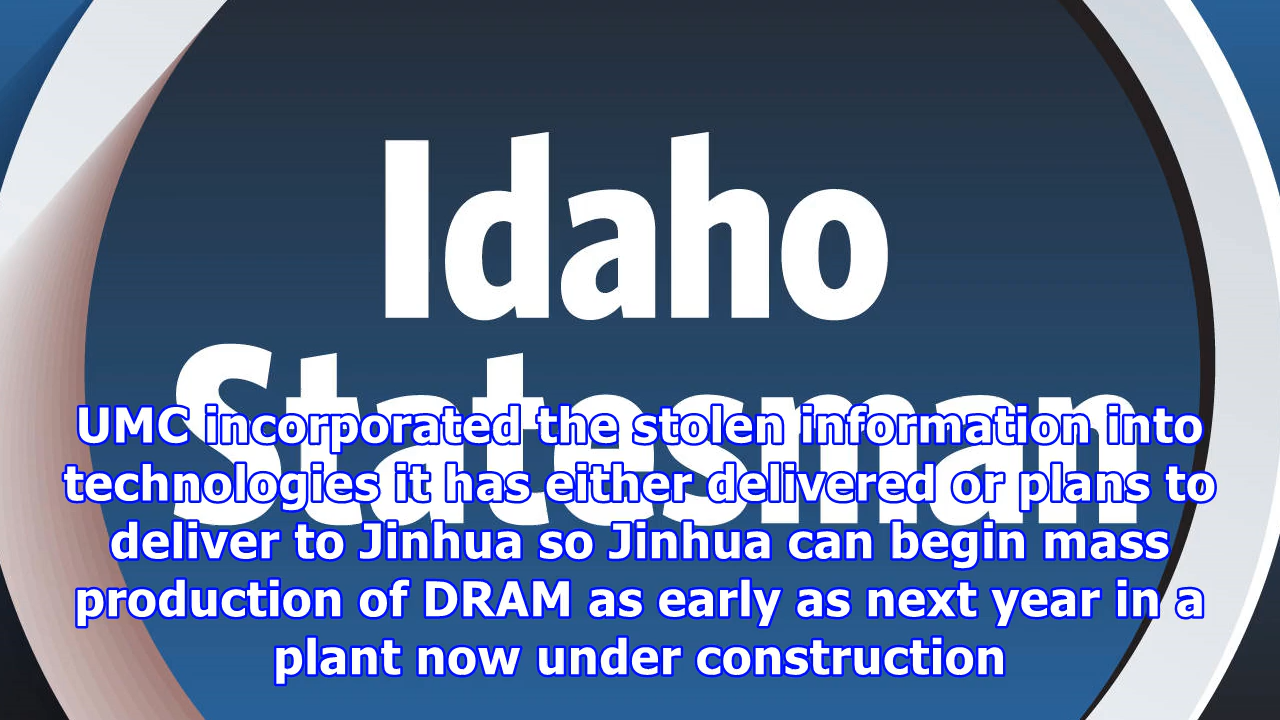 Idaho
Statesman
UMC incorporated the stolen information into
technologies it has either delivered or plans to
deliver to Jinhua so Jinhua can begin mass
production of DRAM as early as next year in a
plant now under construction